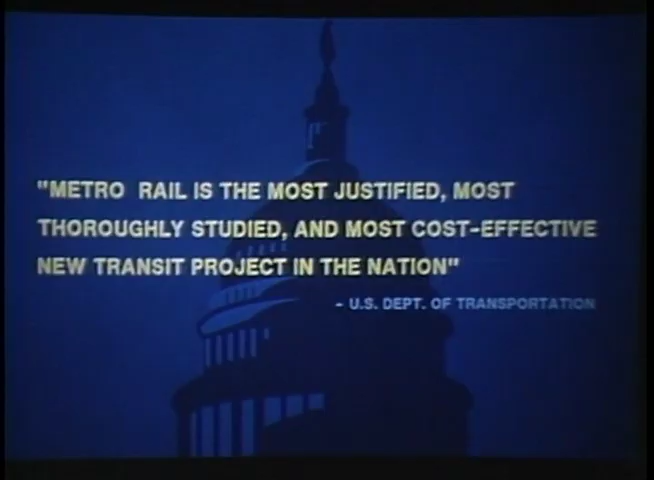 "METRO RAIL IS THE MOST JUSTIFIED, MOST
THOROUGHLY STUDIED, AND MOST COST-EFFECTIVE
NEW TRANSIT PROJECT IN THE NATION"
- U.S. DEPT. OF TRANSPORTATION